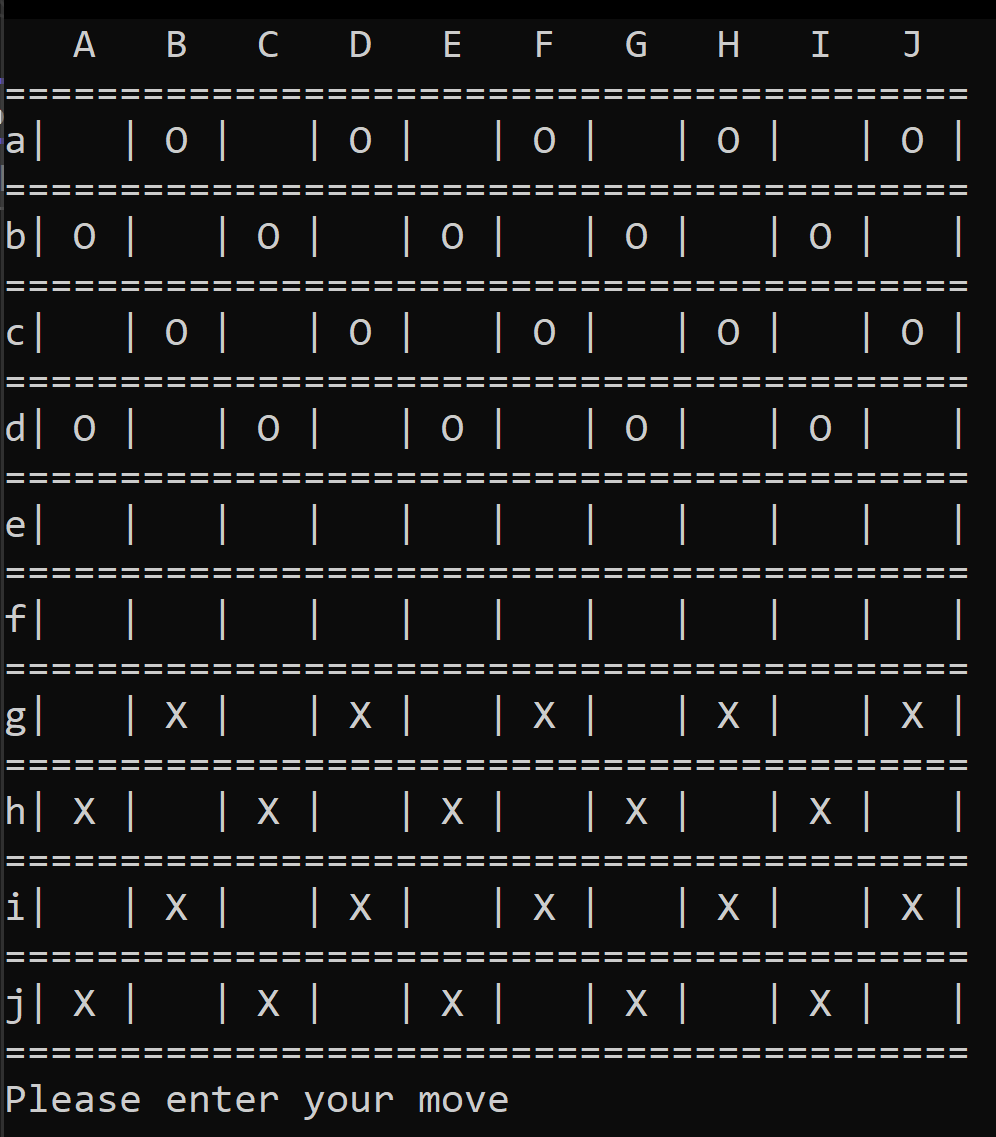 A   B   C   D   E   F   G   H   I   J
==========================================
a|   | O |   | O |   | O |   | O |   | O |
==========================================
b| O |   | O |   | O |   | O |   | O |   |
==========================================
c|   | O |   | O |   | O |   | O |   | O |
==========================================
d| O |   | O |   | O |   | O |   | O |   |
==========================================
e|   |   |   |   |   |   |   |   |   |   |
==========================================
f|   |   |   |   |   |   |   |   |   |   |
==========================================
g|   | X |   | X |   | X |   | X |   | X |
==========================================
h| X |   | X |   | X |   | X |   | X |   |
==========================================
i|   | X |   | X |   | X |   | X |   | X |
==========================================
j| X |   | X |   | X |   | X |   | X |   |
==========================================
Please enter your move